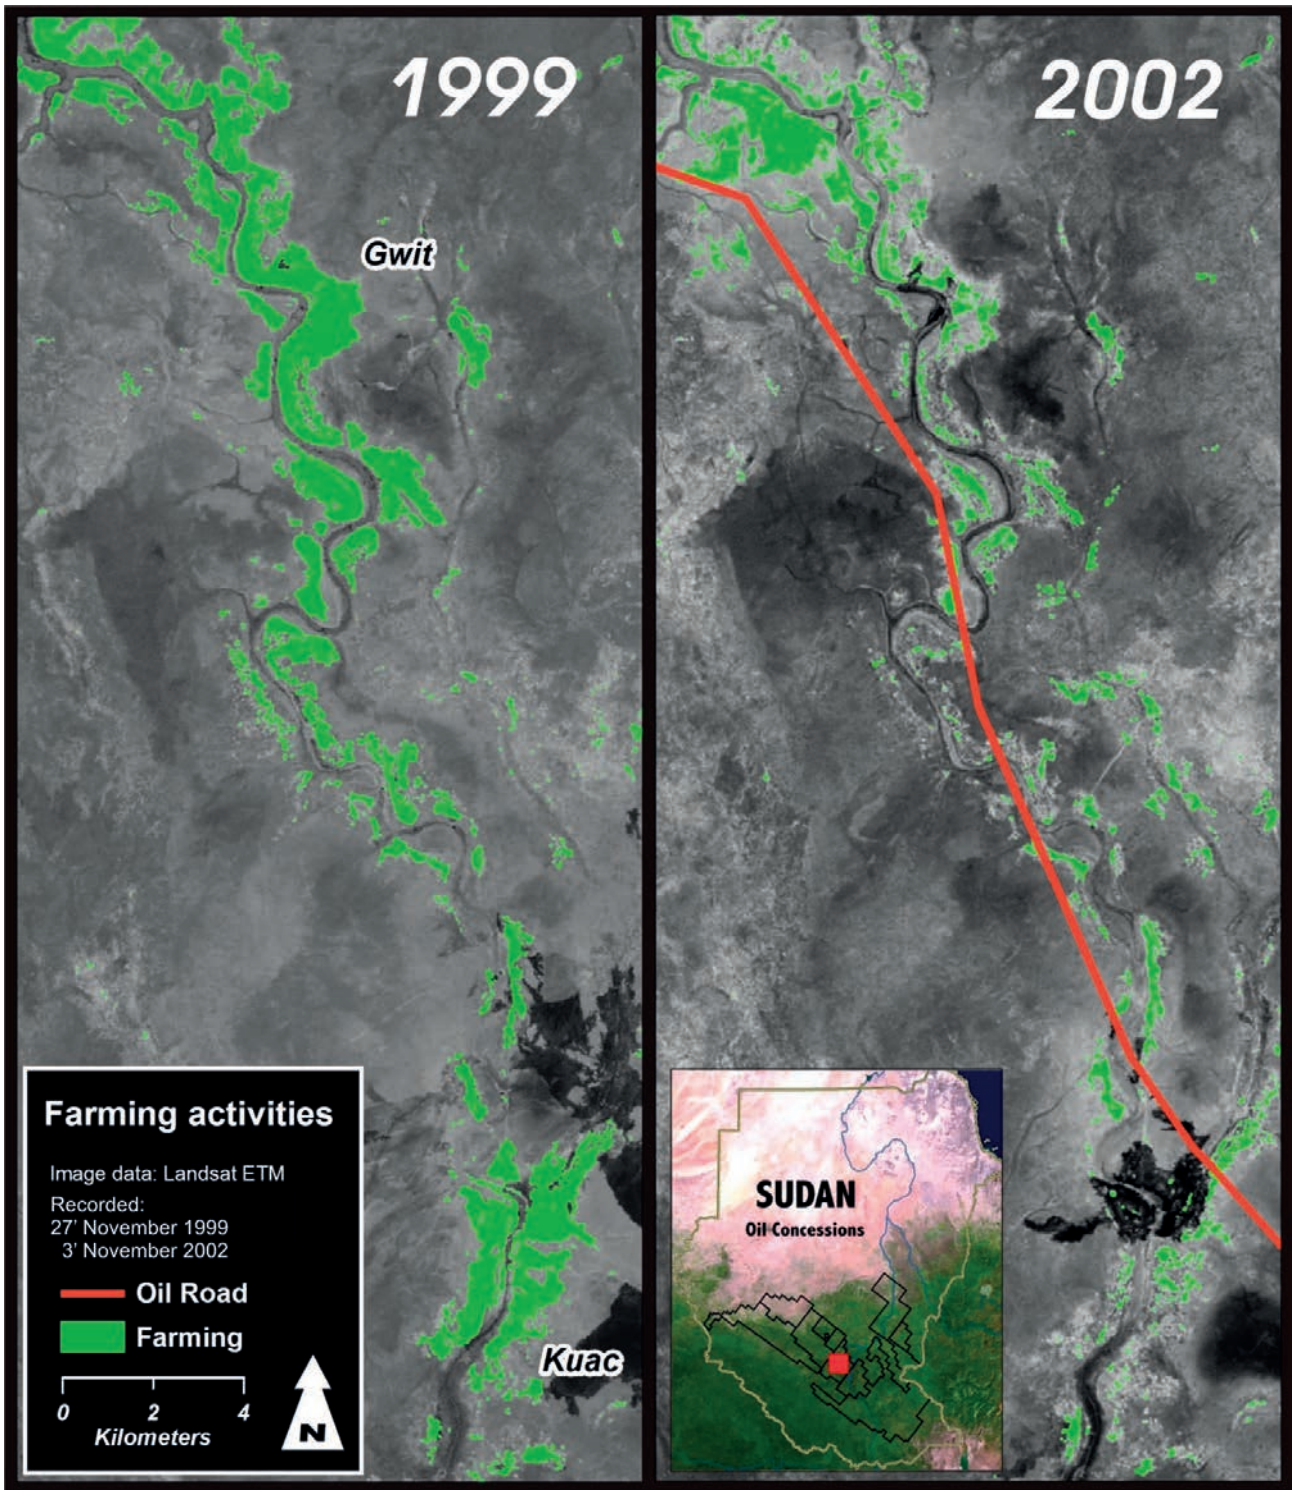 1999
2002
Gwit
Kuac
Farming activities
Image data: Landsat ETM
Recorded:
27' November 1999
3' November 2002
Oil Road
Farming
0 2 4
Kilometers
N
SUDAN
Oil Concessions